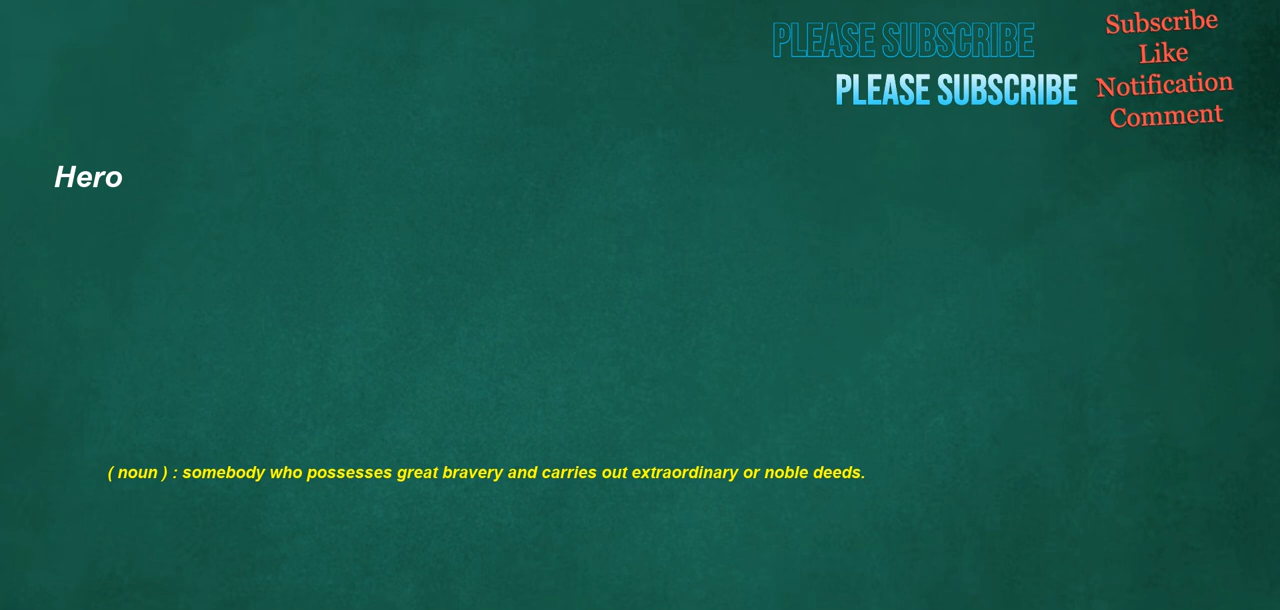 PLEASE SUBSCRIBE
PLEASE SUBSCRIBE
Subscribe
Like
Notification
Comment
Hero
( noun ) : somebody who possesses great bravery and carries out extraordinary or noble deeds.